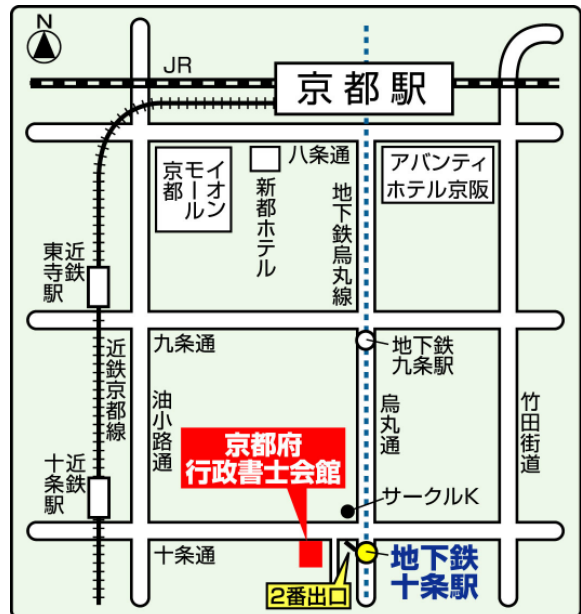 N
JR
京都駅
八条通
イオン
モール
京都
新都ホテル
地下鉄烏丸線
アバンティ
ホテル京阪
近鉄
東寺駅
九条通
地下鉄
九条駅
近鉄京都線
油小路通
烏丸通
竹田街道
京都府
行政書士会館
近鉄
十条駅
サークルK
十条通
2番出口
地下鉄
十条駅